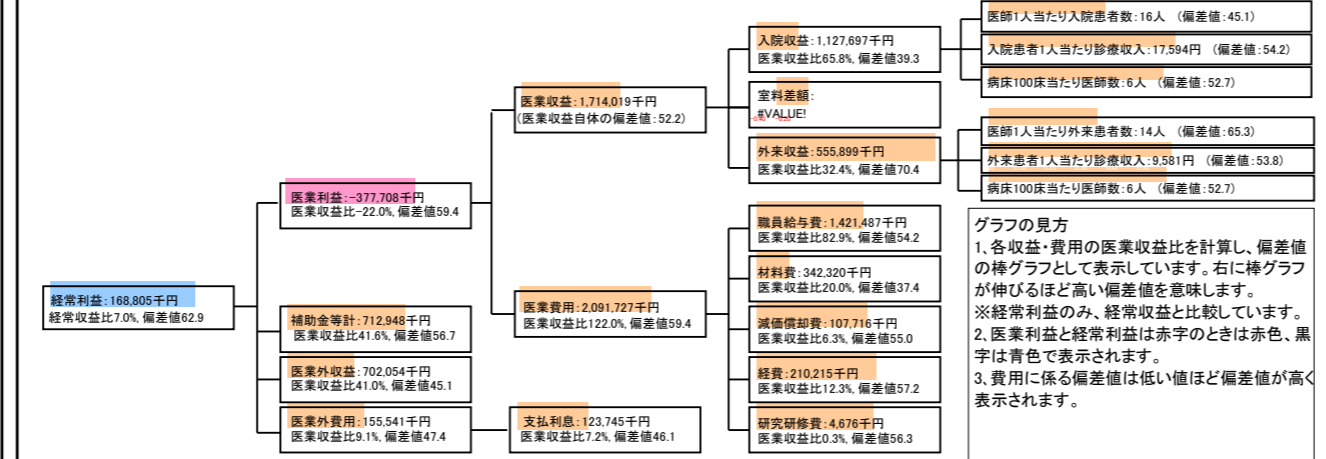 経常利益:168,805千円
経常収益比7.0%, 偏差値62.9
医業利益:-377,708千円
医業収益比-22.0%, 偏差値59.4
補助金等計:712,948千円
医業収益比41.6%, 偏差値56.7
医業外収益:702,054千円
医業収益比41.0%, 偏差値45.1
医業外費用:155,541千円
医業収益比9.1%, 偏差値47.4
医業収益:1,714,019千円
(医業収益自体の偏差値:52.2)
医業費用:2,091,727千円
医業収益比122.0%, 偏差値59.4
支払利息:123,745千円
医業収益比7.2%, 偏差値46.1
入院収益:1,127,697千円
医業収益比65.8%, 偏差値39.3
室料差額:
#VALUE!
外来収益:555,899千円
医業収益比32.4%, 偏差値70.4
職員給与費:1,421,487千円
医業収益比82.9%, 偏差値54.2
材料費:342,320千円
医業収益比20.0%, 偏差値37.4
減価償却費:107,716千円
医業収益比6.3%, 偏差値55.0
経費:210,215千円
医業収益比12.3%, 偏差値57.2
研究研修費:4,676千円
医業収益比0.3%, 偏差値56.3
医師1人当たり入院患者数:16人 (偏差値:45.1)
入院患者1人当たり診療収入:17,594円 (偏差値:54.2)
病床100床当たり医師数:6人 (偏差値:52.7)
医師1人当たり外来患者数:14人 (偏差値:65.3)
外来患者1人当たり診療収入:9,581円 (偏差値:53.8)
病床100床当たり医師数:6人 (偏差値:52.7)
グラフの見方
1、各収益・費用の医業収益比を計算し、偏差値
の棒グラフとして表示しています。右に棒グラフ
が伸びるほど高い偏差値を意味します。
※経常利益のみ、経常収益と比較しています。
2、医業利益と経常利益は赤字のときは赤色、黒
字は青色で表示されます。
3、費用に係る偏差値は低い値ほど偏差値が高く
表示されます。